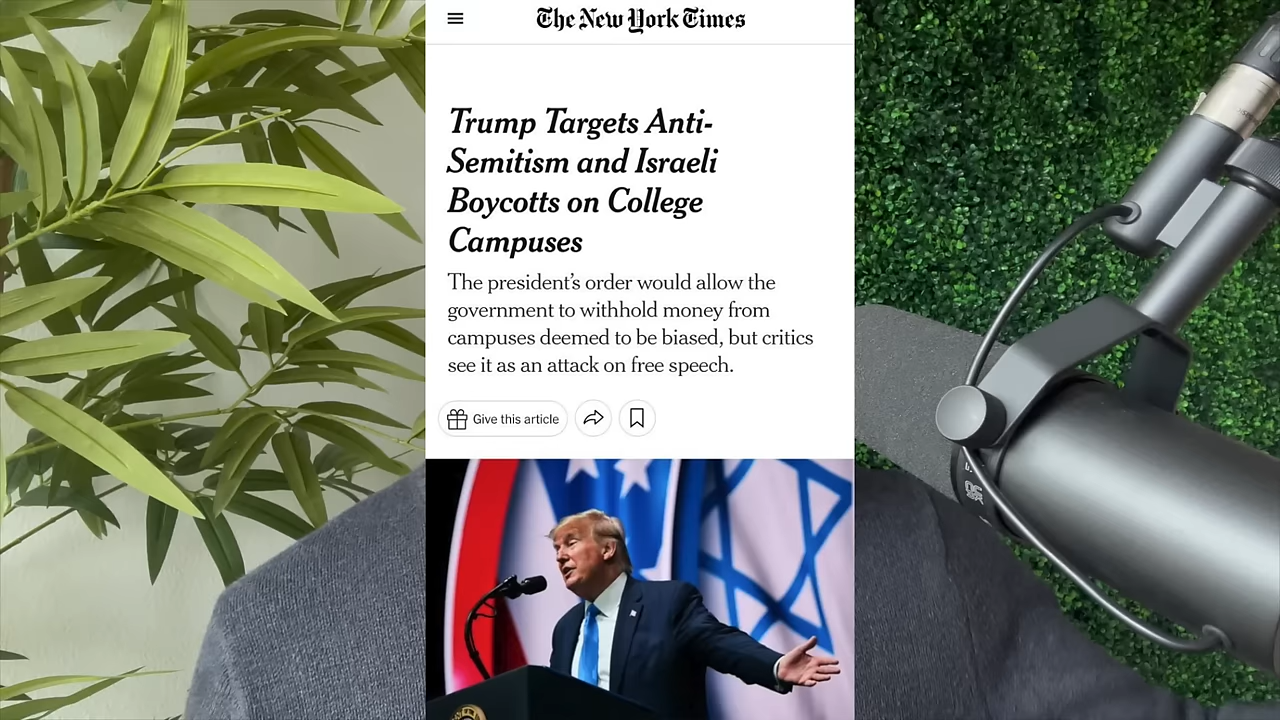 The New York Times
Trump Targets Anti-
Semitism and Israeli
Boycotts on College
Campuses
The president’s order would allow the
government to withhold money from
campuses deemed to be biased, but critics
see it as an attack on free speech.
Give this article